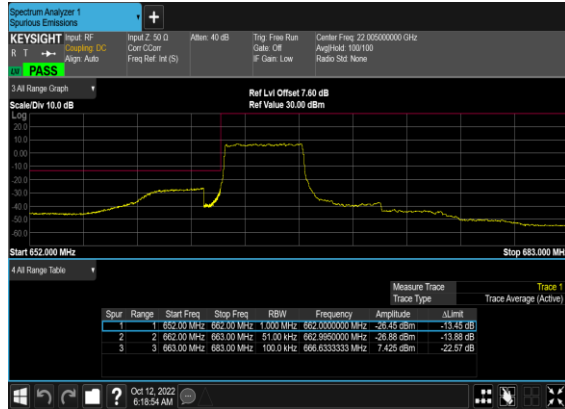 Spectrum Analyzer 1
Spurious Emissions
KEYSIGHT Input: RF Input Z: 50 Ω Atten: 40 dB Trig: Free Run Center Freq: 22.005000000 GHz
R T Coupling: DC Corr CCorr Gate: Off Avg|Hold: 100/100
Align: Auto Freq Ref: Int (S) IF Gain: Low Radio Std: None
PASS
3 All Range Graph
Ref Lvl Offset 7.60 dB
Scale/Div 10.0 dB Ref Value 30.00 dBm
Log
20.0
10.0
0.00
-10.0
-20.0
-30.0
-40.0
-50.0
-60.0
Start 652.000 MHz Stop 683.000 MHz
4 All Range Table
Measure Trace Trace 1
Trace Type Trace Average (Active)
Spur Range Start Freq Stop Freq RBW Frequency Amplitude ΔLimit
1 1 652.00 MHz 662.00 MHz 1.000 MHz 662.0000000 MHz -26.45 dBm -13.45 dB
2 2 662.00 MHz 663.00 MHz 51.00 kHz 662.9950000 MHz -26.88 dBm -13.88 dB
3 3 663.00 MHz 683.00 MHz 100.0 kHz 666.6333333 MHz 7.425 dBm -22.57 dB
? Oct 12, 2022
6:18:54 AM